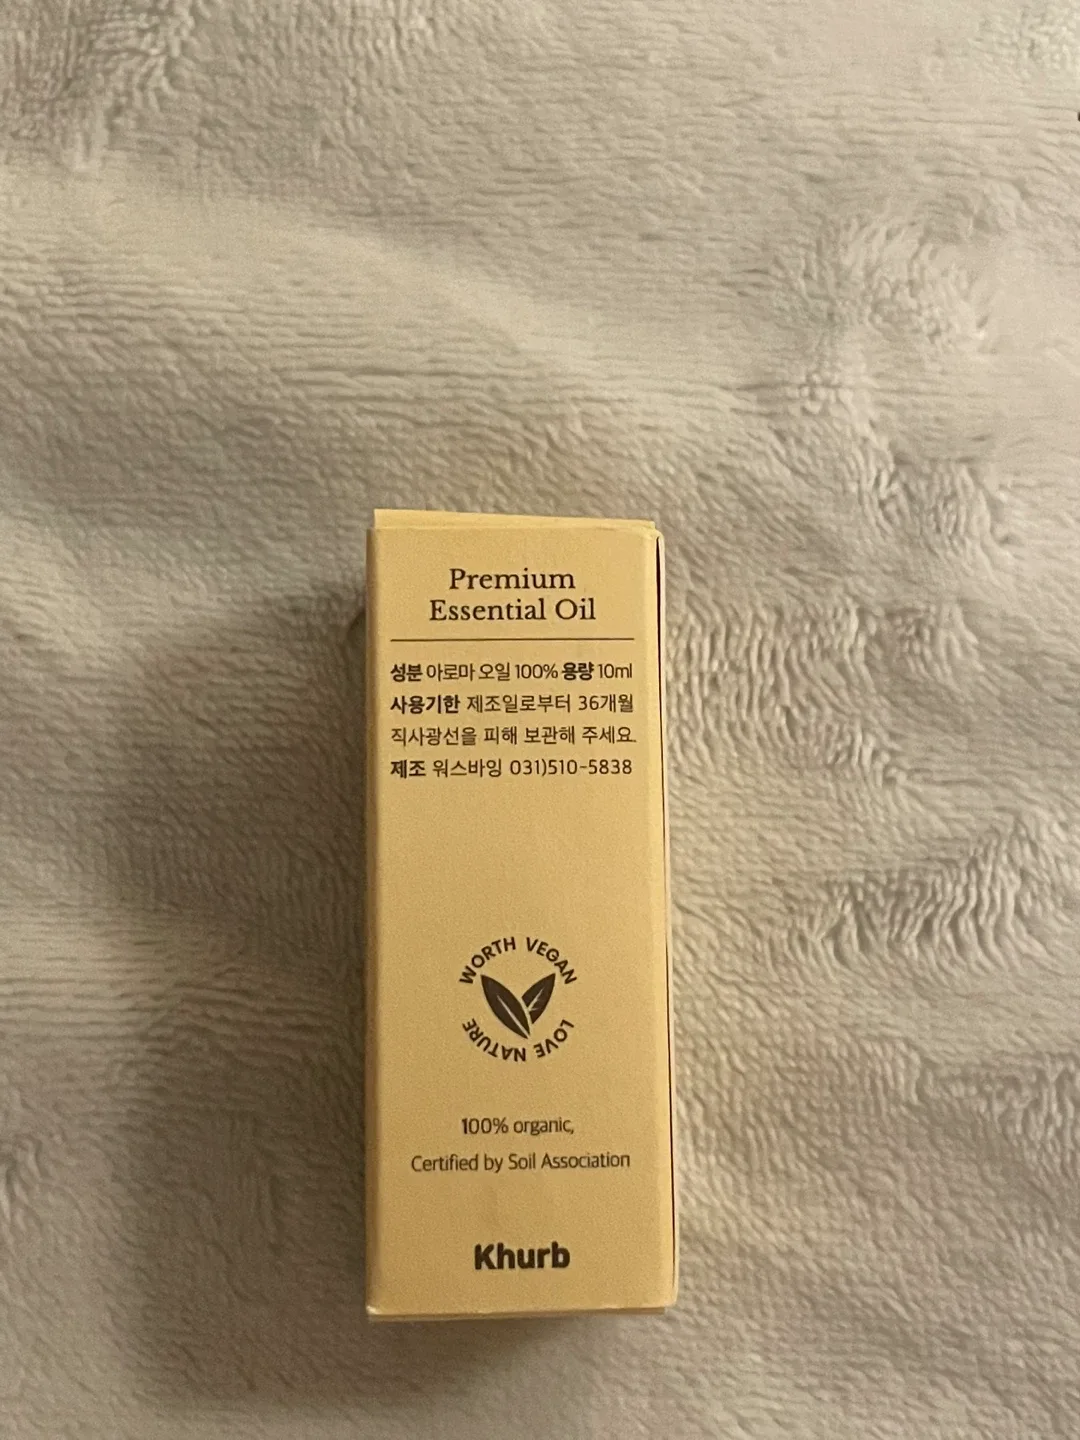 Premium
Essential Oil
성분 아로마 오일 100% 용량 10ml
사용기한 제조일로부터 36개월
직사광선을 피해 보관해 주세요.
제조 워스바잉 031)510-5838
WORTH VEGAN
LOVE NATURE
100% organic,
Certified by Soil Association
Khurb